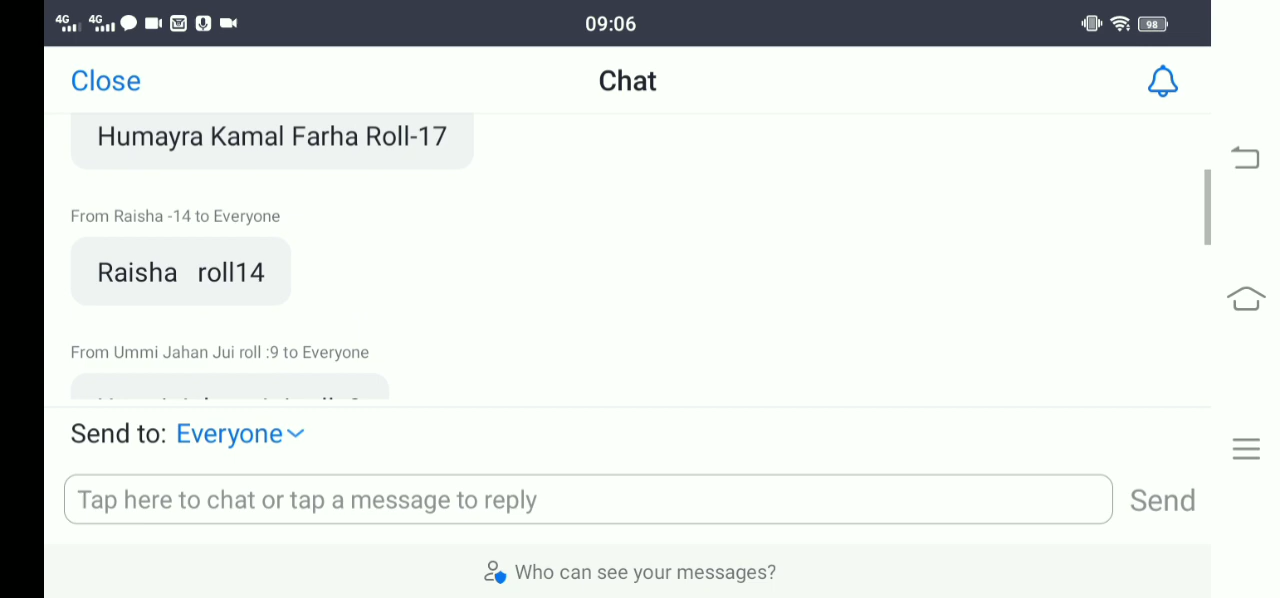 4G 4G 09:06 98
Close Chat
Humayra Kamal Farha Roll-17
From Raisha -14 to Everyone
Raisha roll14
From Ummi Jahan Jui roll :9 to Everyone
Send to: Everyone
Tap here to chat or tap a message to reply Send
Who can see your messages?